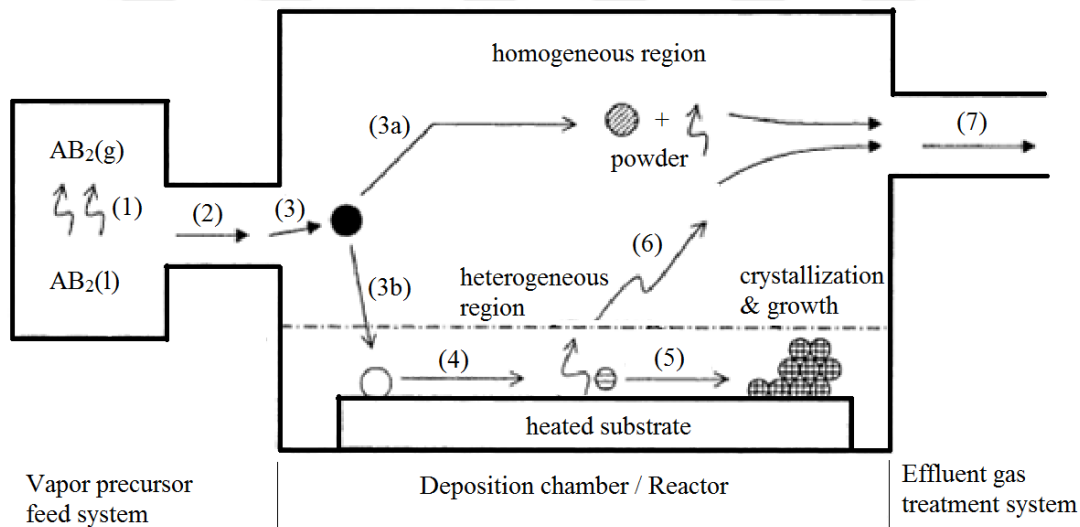 homogeneous region
AB₂(g)
(1)
AB₂(l)
(2)
(3)
(3a)
+
powder
(7)
(3b)
heterogeneous
region
(6)
crystallization
& growth
(4)
(5)
heated substrate
Vapor precursor
feed system
Deposition chamber / Reactor
Effluent gas
treatment system